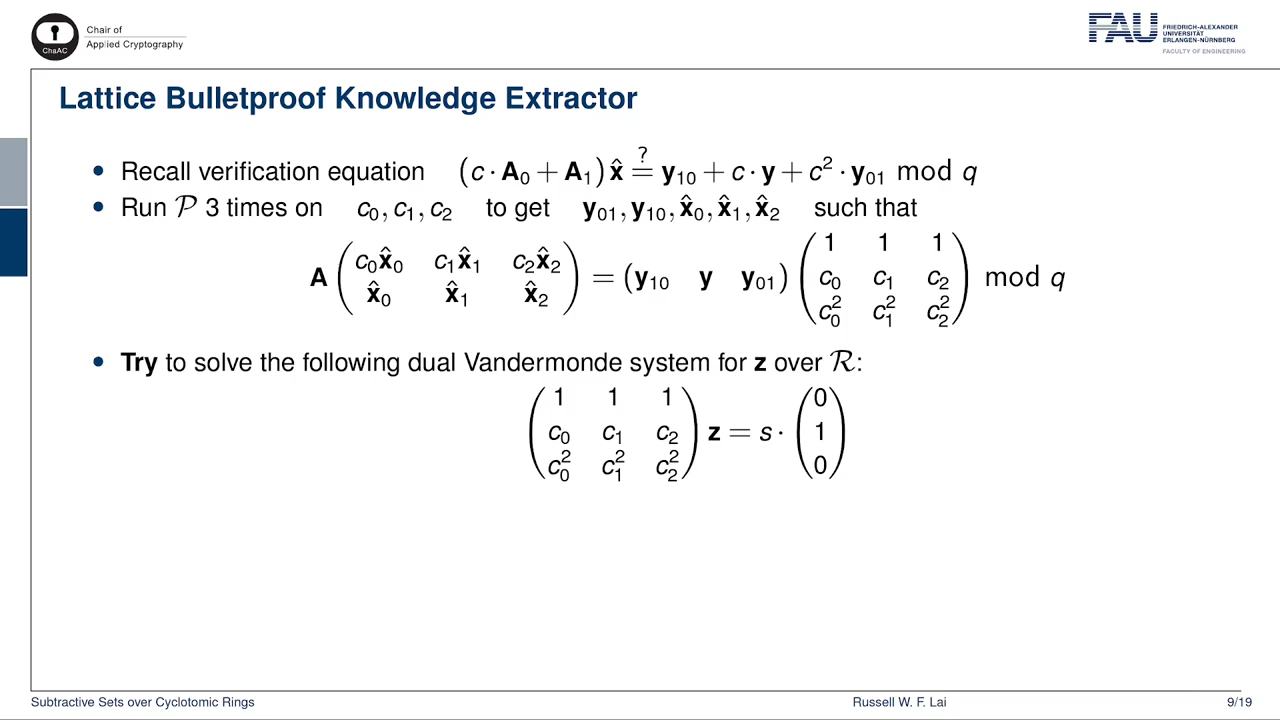 Chair of
Applied Cryptography
ChaAC
FAU
FRIEDRICH-ALEXANDER
UNIVERSITÄT
ERLANGEN-NÜRNBERG
FACULTY OF ENGINEERING
Lattice Bulletproof Knowledge Extractor
• Recall verification equation (c · A₀ + A₁) x̂ ≟ y₁₀ + c · y + c² · y₀₁ mod q
• Run 𝒫 3 times on c₀, c₁, c₂ to get y₀₁, y₁₀, x̂₀, x̂₁, x̂₂ such that
A ( c₀x̂₀ c₁x̂₁ c₂x̂₂ ; x̂₀ x̂₁ x̂₂ ) = (y₁₀ y y₀₁) ( 1 1 1 ; c₀ c₁ c₂ ; c₀² c₁² c₂² ) mod q
• Try to solve the following dual Vandermonde system for z over ℛ:
( 1 1 1 ; c₀ c₁ c₂ ; c₀² c₁² c₂² ) z = s · ( 0 ; 1 ; 0 )
Subtractive Sets over Cyclotomic Rings
Russell W. F. Lai
9/19